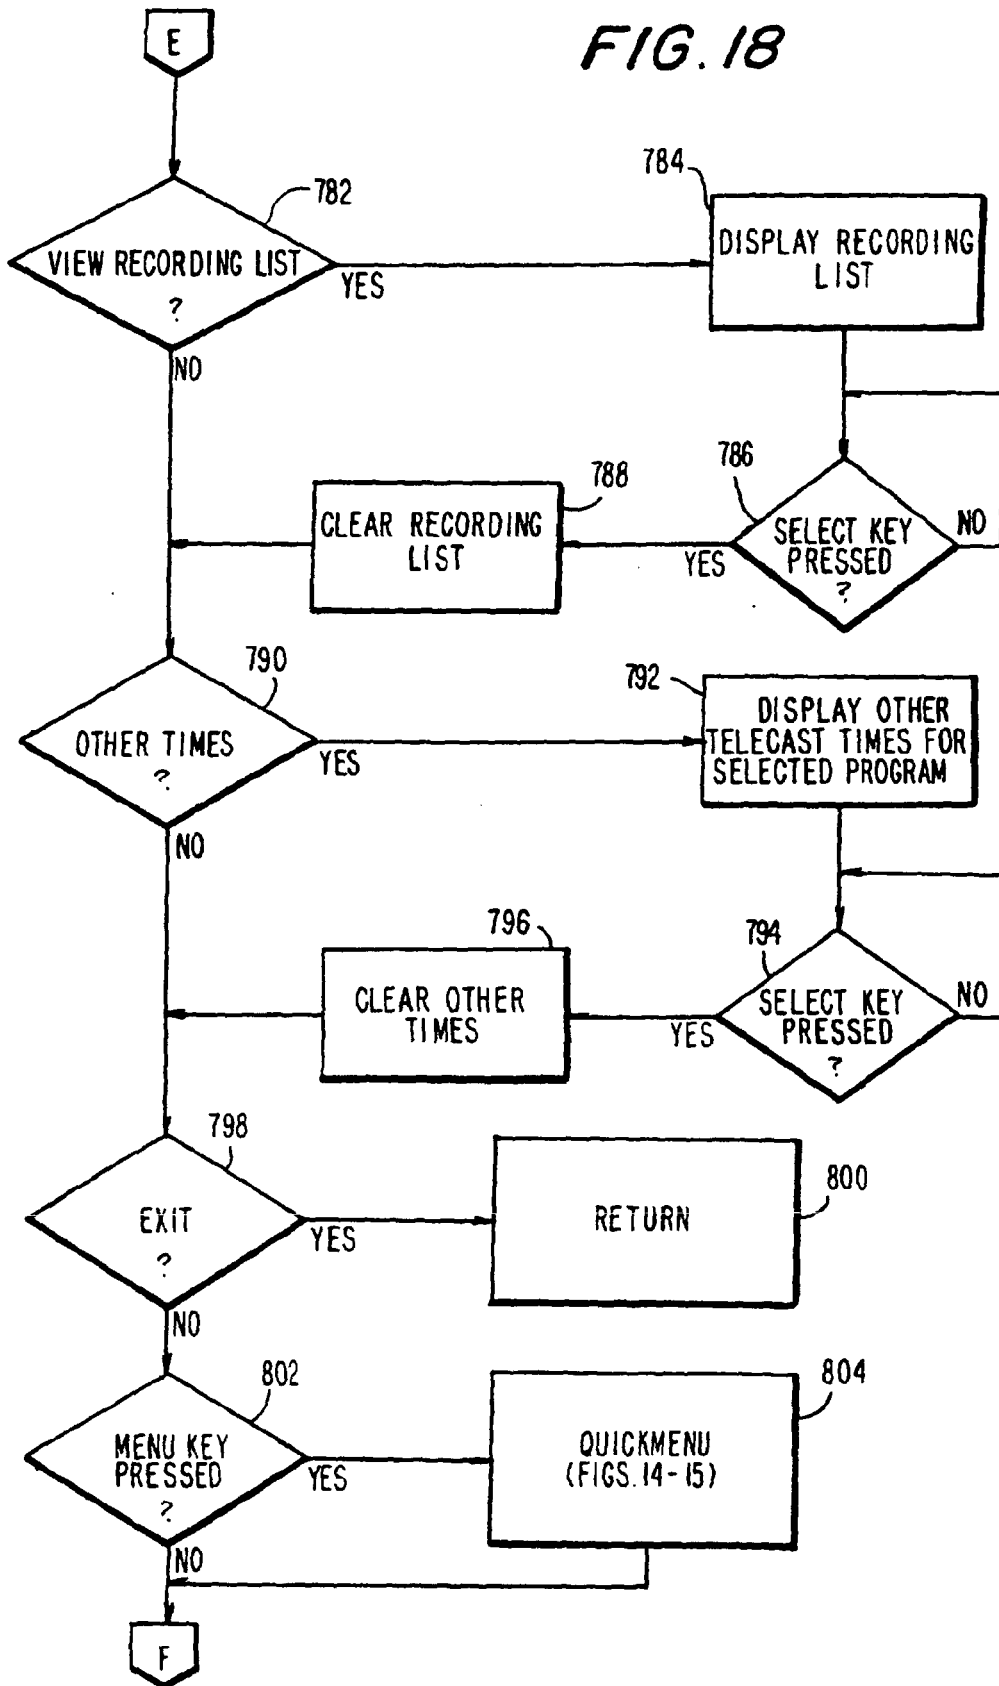 FIG. 18
E
782
VIEW RECORDING LIST
?
YES
NO
784
DISPLAY RECORDING
LIST
786
SELECT KEY
PRESSED
?
NO
YES
788
CLEAR RECORDING
LIST
790
OTHER TIMES
?
YES
NO
792
DISPLAY OTHER
TELECAST TIMES FOR
SELECTED PROGRAM
794
SELECT KEY
PRESSED
?
NO
YES
796
CLEAR OTHER
TIMES
798
EXIT
?
YES
NO
800
RETURN
802
MENU KEY
PRESSED
?
YES
NO
804
QUICKMENU
(FIGS. 14-15)
F